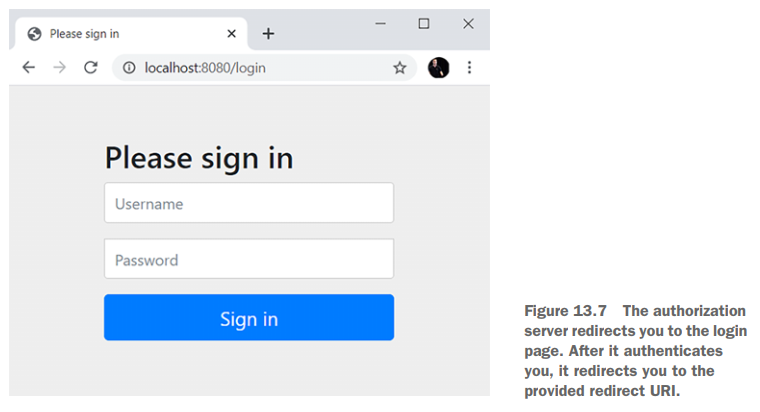 Please sign in
localhost:8080/login
Please sign in
Username
Password
Sign in
Figure 13.7 The authorization
server redirects you to the login
page. After it authenticates
you, it redirects you to the
provided redirect URI.